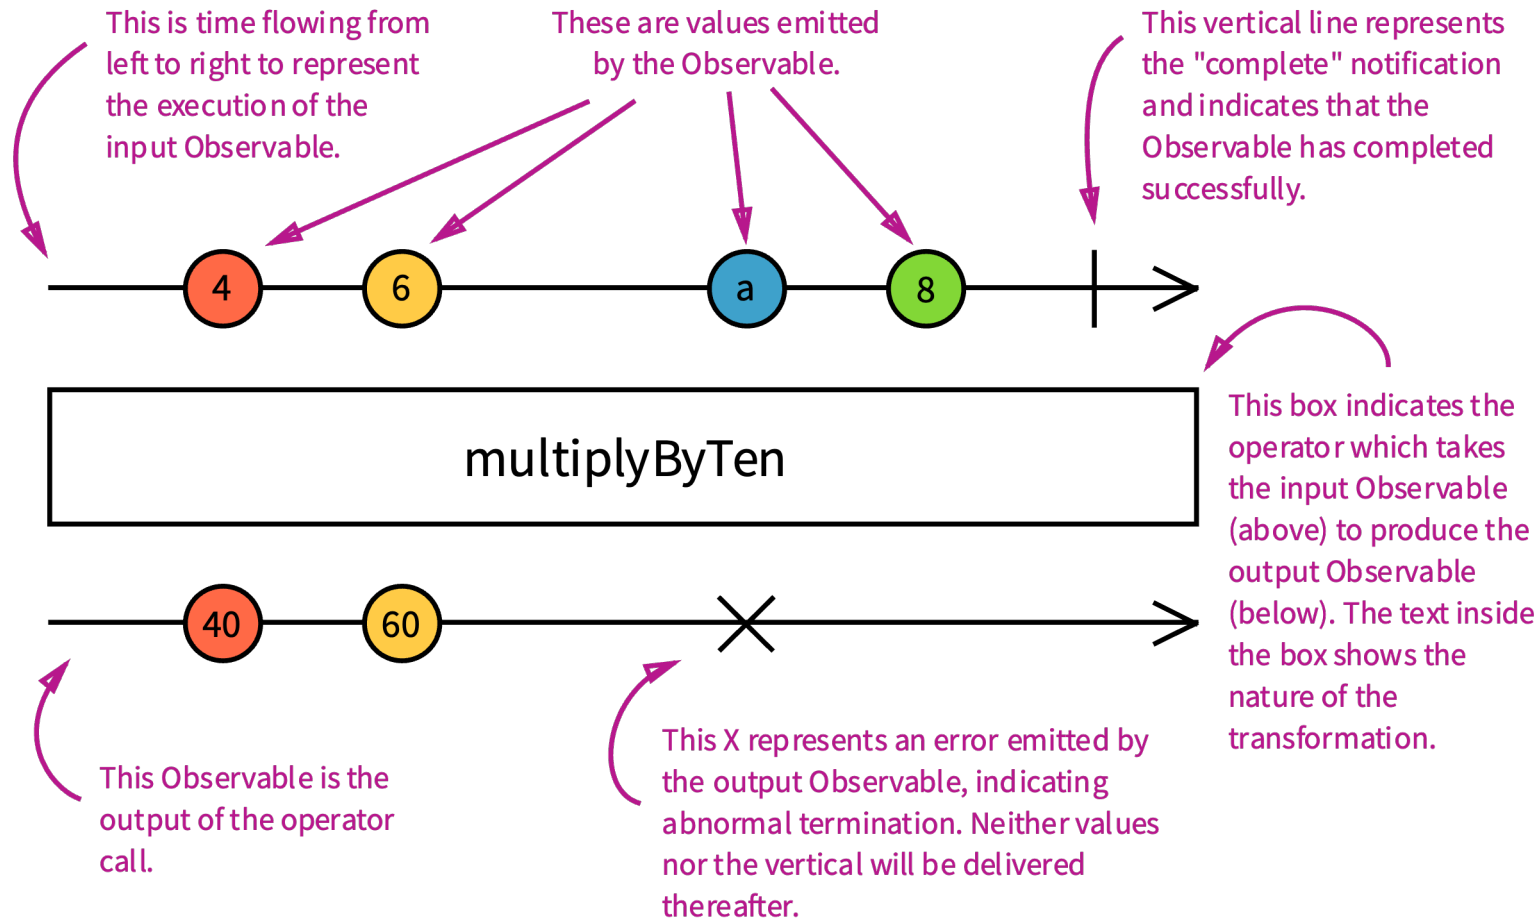 This is time flowing from
left to right to represent
the execution of the
input Observable.
These are values emitted
by the Observable.
This vertical line represents
the "complete" notification
and indicates that the
Observable has completed
successfully.
4
6
a
8
multiplyByTen
This box indicates the
operator which takes
the input Observable
(above) to produce the
output Observable
(below). The text inside
the box shows the
nature of the
transformation.
40
60
This Observable is the
output of the operator
call.
This X represents an error emitted by
the output Observable, indicating
abnormal termination. Neither values
nor the vertical will be delivered
thereafter.